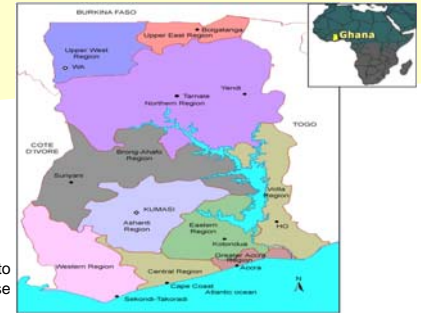 BURKINA FASO
Ghana
Bolgatanga
Upper East Region
Upper West
Region
WA
Yendi
Tamale
Northern Region
TOGO
COTE
D'IVORE
Brong-Ahafo
Region
Sunyani
Volta
Region
KUMASI
Ashanti
Region
Eastern
Region
HO
Koforidua
Greater Accra
Region
Accra
Western Region
Central Region
Cape Coast
Atlantic ocean
Sekondi-Takoradi
N
to
se